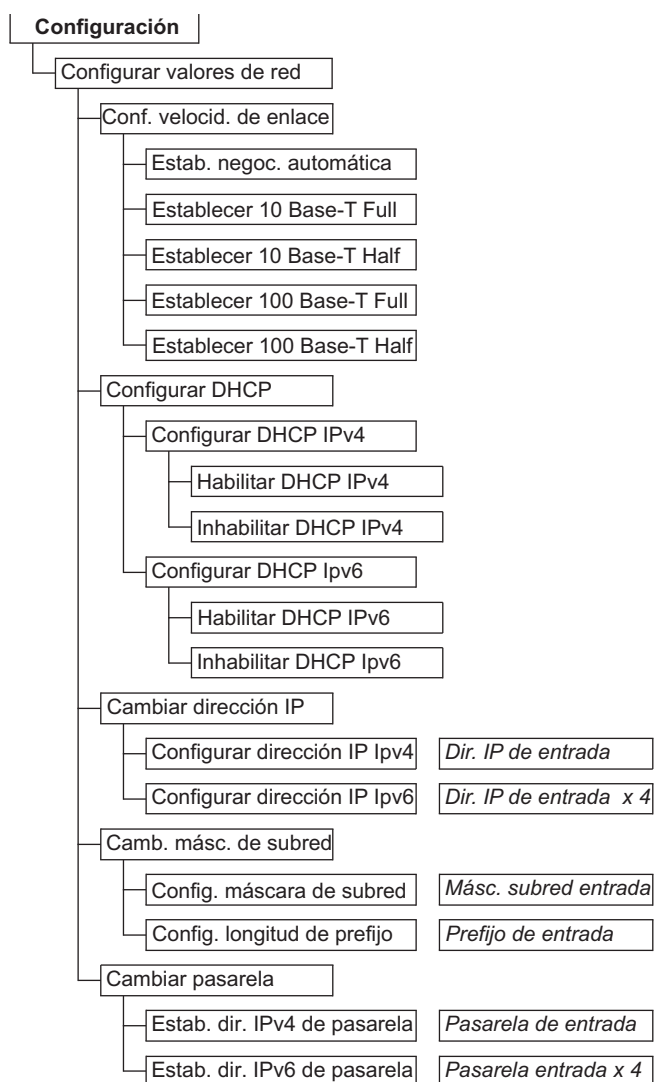 Configuración
Configurar valores de red
Conf. velocid. de enlace
Estab. negoc. automática
Establecer 10 Base-T Full
Establecer 10 Base-T Half
Establecer 100 Base-T Full
Establecer 100 Base-T Half
Configurar DHCP
Configurar DHCP IPv4
Habilitar DHCP IPv4
Inhabilitar DHCP IPv4
Configurar DHCP Ipv6
Habilitar DHCP IPv6
Inhabilitar DHCP Ipv6
Cambiar dirección IP
Configurar dirección IP Ipv4 Dir. IP de entrada
Configurar dirección IP Ipv6 Dir. IP de entrada x 4
Camb. másc. de subred
Config. máscara de subred Másc. subred entrada
Config. longitud de prefijo Prefijo de entrada
Cambiar pasarela
Estab. dir. IPv4 de pasarela Pasarela de entrada
Estab. dir. IPv6 de pasarela Pasarela entrada x 4